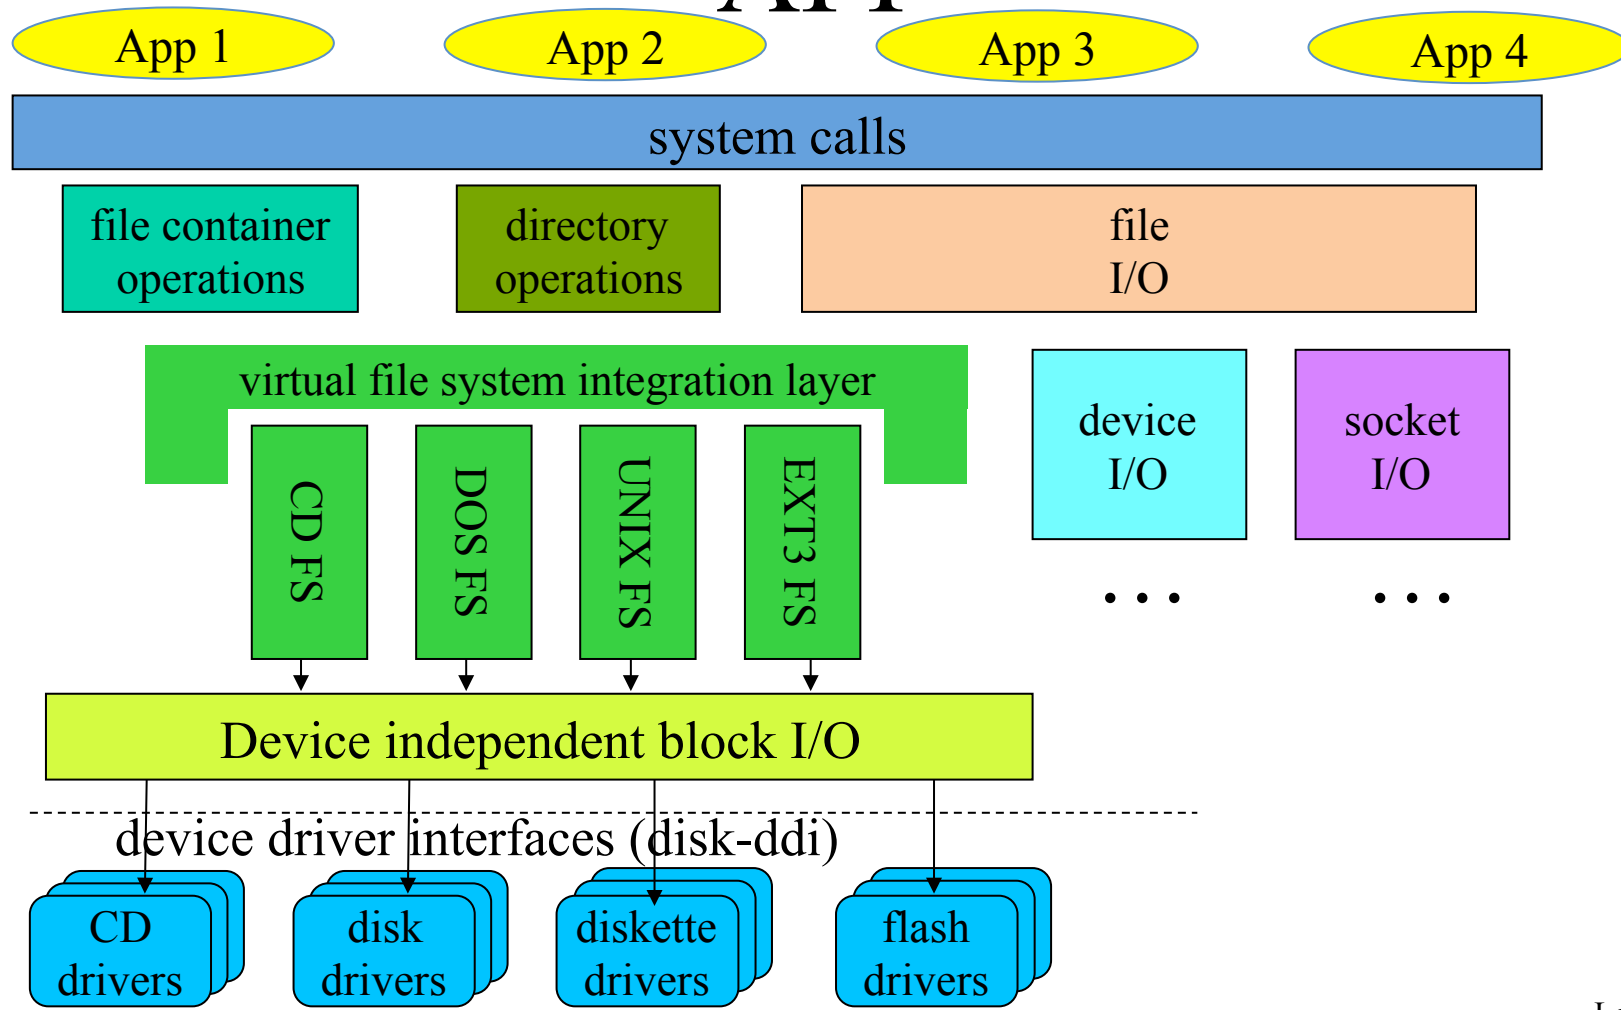 App 1
App 2
App 3
App 4
system calls
file container
operations
directory
operations
file
I/O
virtual file system integration layer
device
I/O
socket
I/O
CD FS
DOS FS
UNIX FS
EXT3 FS
...
...
Device independent block I/O
device driver interfaces (disk-ddi)
CD
drivers
disk
drivers
diskette
drivers
flash
drivers